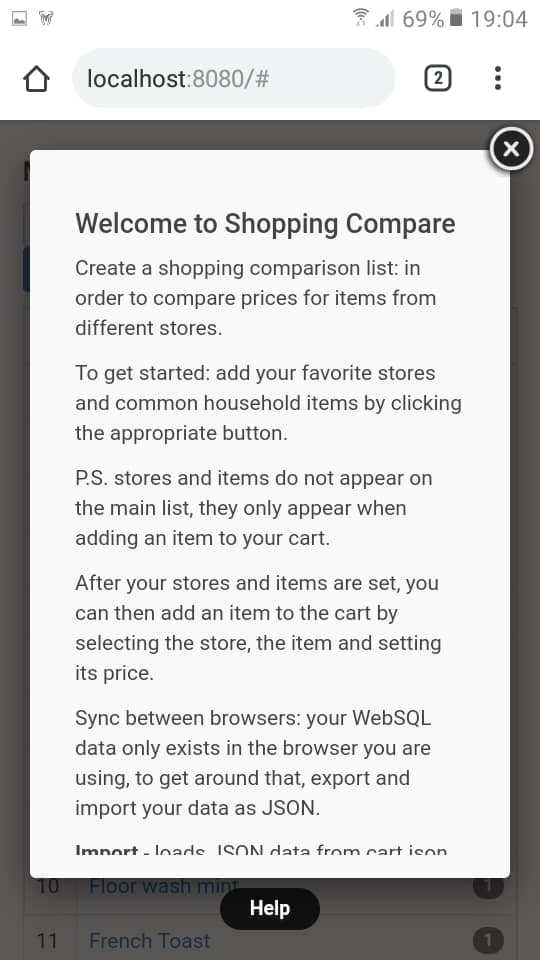 69% 19:04
localhost:8080/#
2
Welcome to Shopping Compare
Create a shopping comparison list: in
order to compare prices for items from
different stores.
To get started: add your favorite stores
and common household items by clicking
the appropriate button.
P.S. stores and items do not appear on
the main list, they only appear when
adding an item to your cart.
After your stores and items are set, you
can then add an item to the cart by
selecting the store, the item and setting
its price.
Sync between browsers: your WebSQL
data only exists in the browser you are
using, to get around that, export and
import your data as JSON.
Import - loads JSON data from cart.json
10 Floor wash mint 1
Help
11 French Toast 1